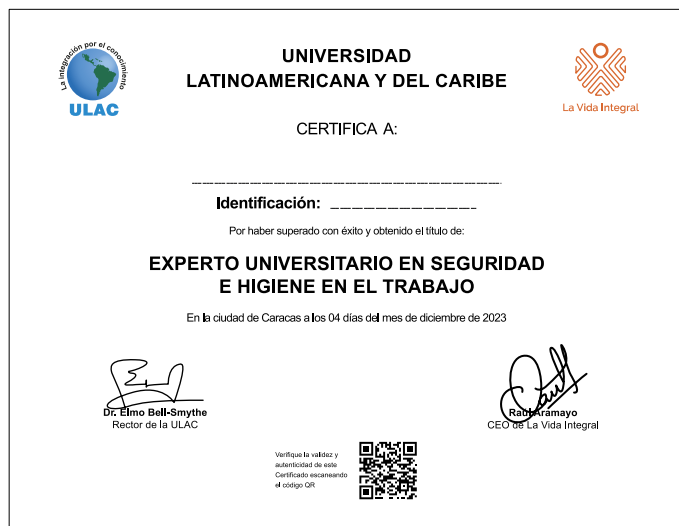 La integración por el conocimiento
ULAC
UNIVERSIDAD
LATINOAMERICANA Y DEL CARIBE
La Vida Integral
CERTIFICA A:
Identificación:
Por haber superado con éxito y obtenido el título de:
EXPERTO UNIVERSITARIO EN SEGURIDAD
E HIGIENE EN EL TRABAJO
En la ciudad de Caracas a los 04 días del mes de diciembre de 2023
Dr. Elmo Bell-Smythe
Rector de la ULAC
Raúl Aramayo
CEO de La Vida Integral
Verifique la validez y
autenticidad de este
Certificado escaneando
el código QR